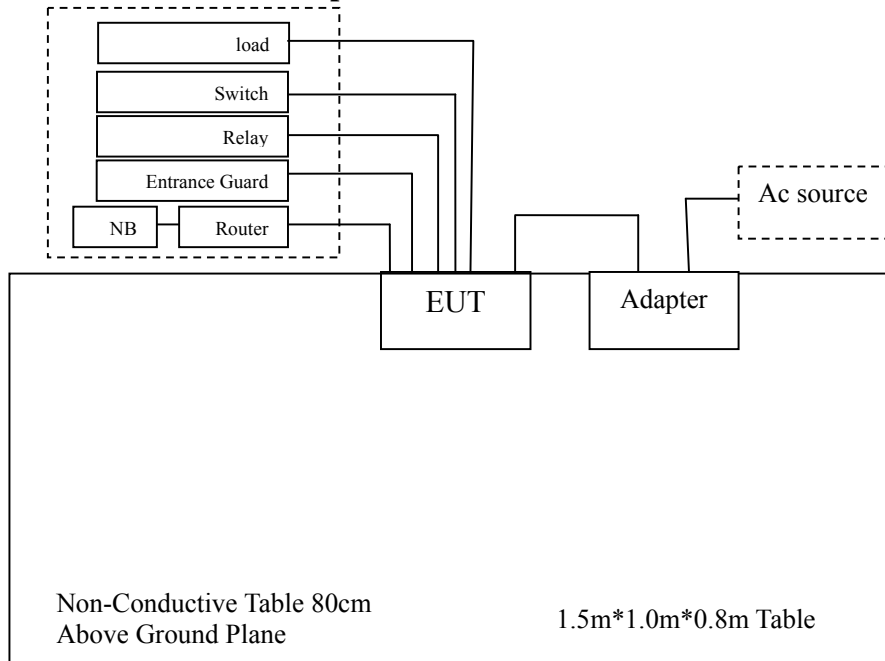 load
Switch
Relay
Entrance Guard
NB
Router
Ac source
EUT
Adapter
Non-Conductive Table 80cm
Above Ground Plane
1.5m*1.0m*0.8m Table